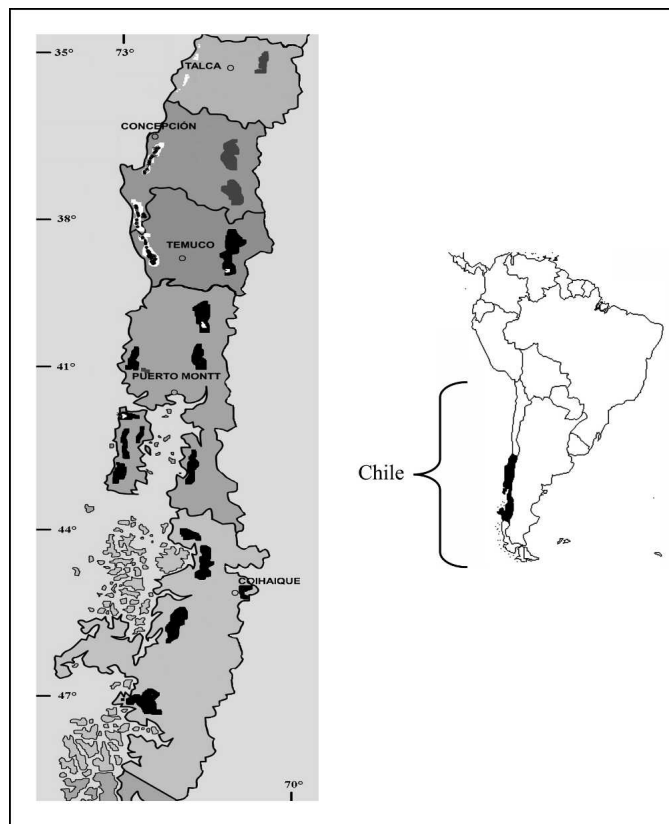 35°
73°
TALCA
CONCEPCIÓN
38°
TEMUCO
41°
PUERTO MONTT
Chile
44°
COIHAIQUE
47°
70°